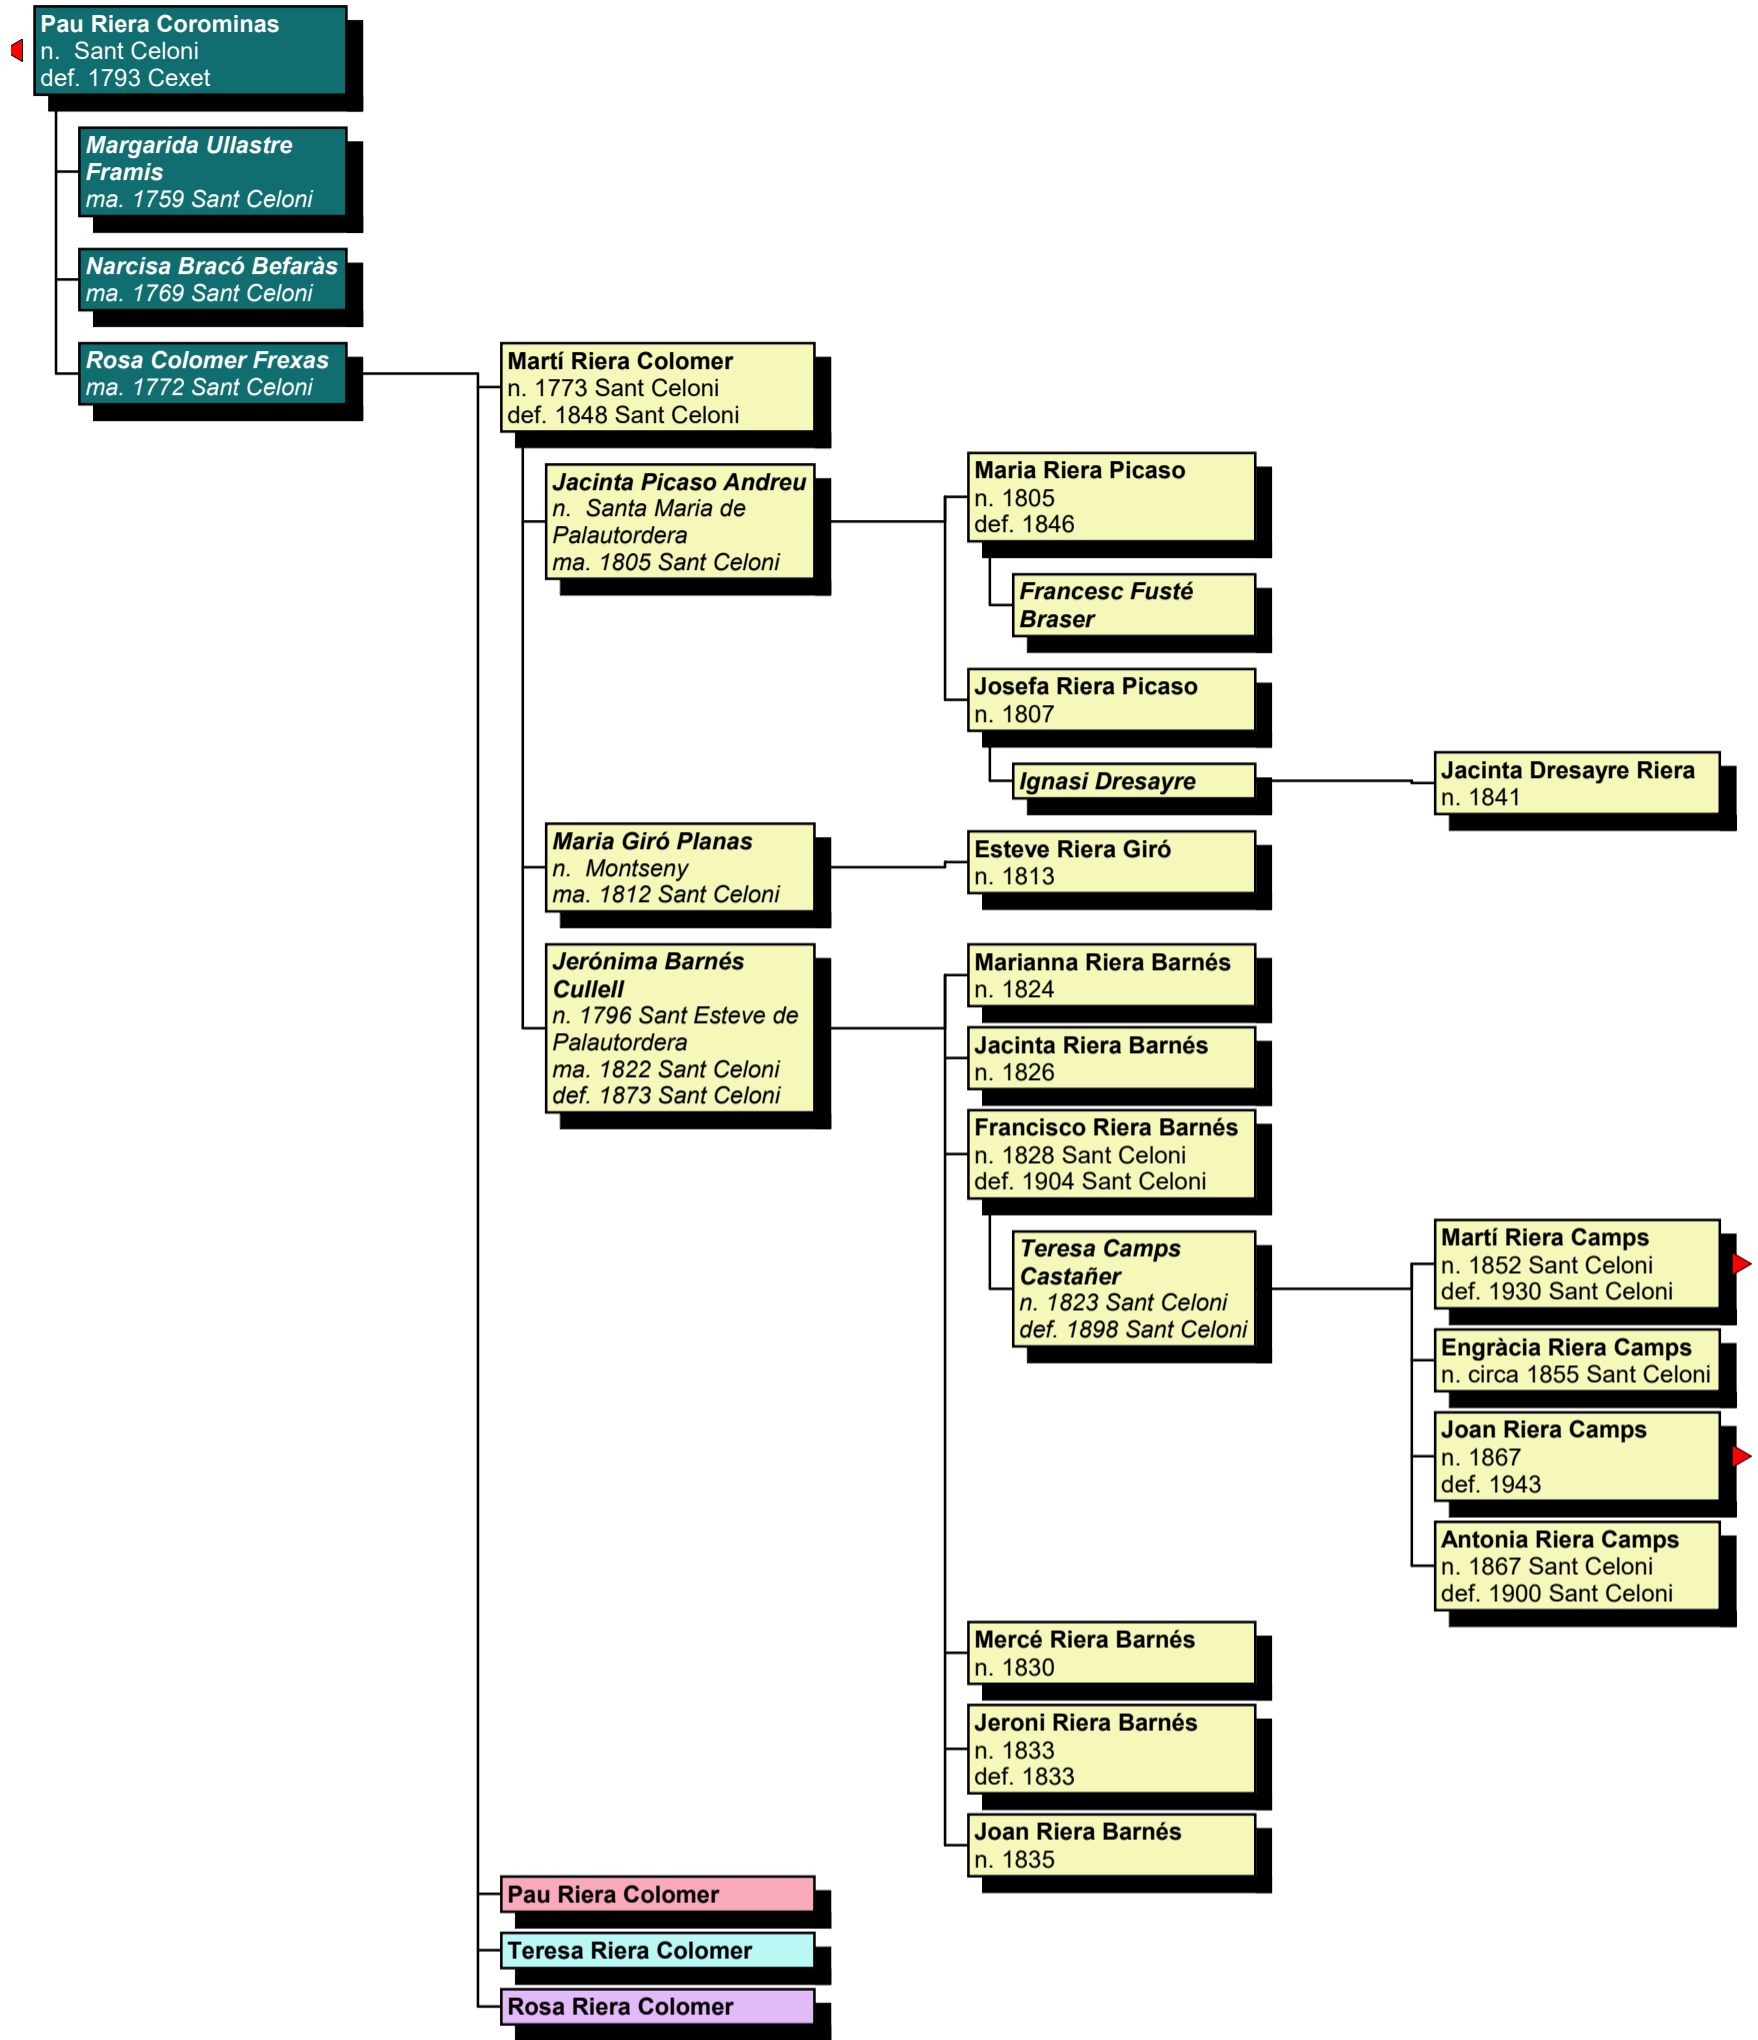 Pau Riera Corominas
n.  Sant Celoni
def. 1793 Cexet
Margarida Ullastre
Framis
ma. 1759 Sant Celoni
Narcisa Bracó Befaràs
ma. 1769 Sant Celoni
Rosa Colomer Frexas
ma. 1772 Sant Celoni
Martí Riera Colomer
n. 1773 Sant Celoni
def. 1848 Sant Celoni
Jacinta Picaso Andreu
n.  Santa Maria de
Palautordera
ma. 1805 Sant Celoni
Maria Riera Picaso
n. 1805
def. 1846
Francesc Fusté
Braser
Josefa Riera Picaso
n. 1807
Ignasi Dresayre
Jacinta Dresayre Riera
n. 1841
Maria Giró Planas
n.  Montseny
ma. 1812 Sant Celoni
Esteve Riera Giró
n. 1813
Jerónima Barnés
Cullell
n. 1796 Sant Esteve de
Palautordera
ma. 1822 Sant Celoni
def. 1873 Sant Celoni
Marianna Riera Barnés
n. 1824
Jacinta Riera Barnés
n. 1826
Francisco Riera Barnés
n. 1828 Sant Celoni
def. 1904 Sant Celoni
Teresa Camps
Castañer
n. 1823 Sant Celoni
def. 1898 Sant Celoni
Martí Riera Camps
n. 1852 Sant Celoni
def. 1930 Sant Celoni
Engràcia Riera Camps
n. circa 1855 Sant Celoni
Joan Riera Camps
n. 1867
def. 1943
Antonia Riera Camps
n. 1867 Sant Celoni
def. 1900 Sant Celoni
Mercé Riera Barnés
n. 1830
Jeroni Riera Barnés
n. 1833
def. 1833
Joan Riera Barnés
n. 1835
Pau Riera Colomer
Teresa Riera Colomer
Rosa Riera Colomer